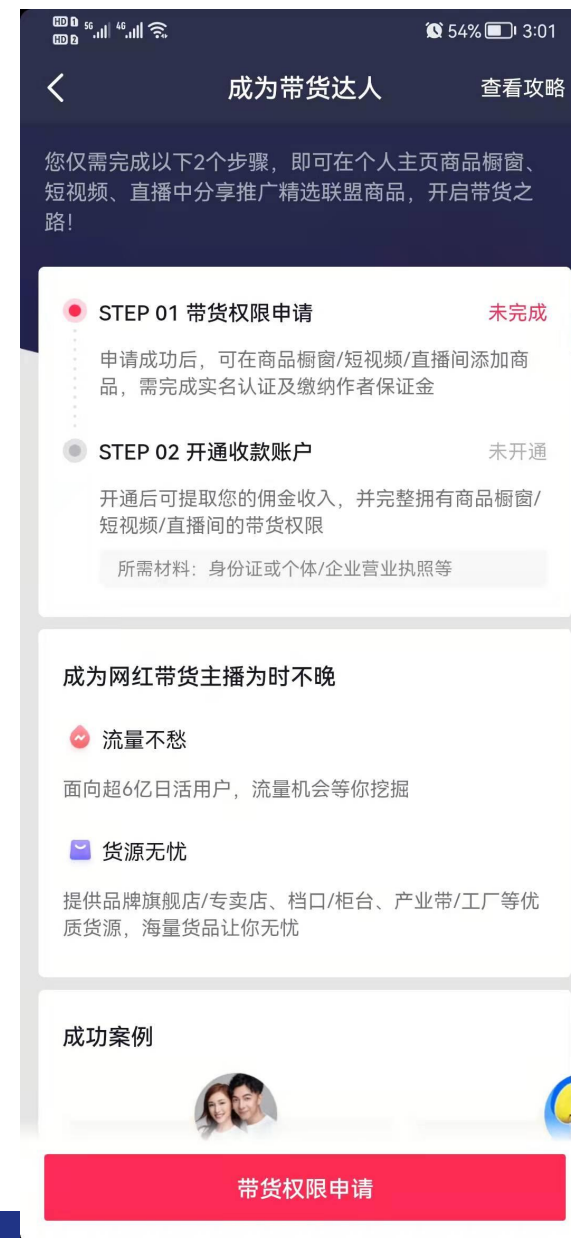 HD 1 5G 4G 54% 3:01
HD 2
成为带货达人 查看攻略
您仅需完成以下2个步骤，即可在个人主页商品橱窗、
短视频、直播中分享推广精选联盟商品，开启带货之
路！
STEP 01 带货权限申请 未完成
申请成功后，可在商品橱窗/短视频/直播间添加商
品，需完成实名认证及缴纳作者保证金
STEP 02 开通收款账户 未开通
开通后可提取您的佣金收入，并完整拥有商品橱窗/
短视频/直播间的带货权限
所需材料：身份证或个体/企业营业执照等
成为网红带货主播为时不晚
流量不愁
面向超6亿日活用户，流量机会等你挖掘
货源无忧
提供品牌旗舰店/专卖店、档口/柜台、产业带/工厂等优
质货源，海量货品让你无忧
成功案例
带货权限申请